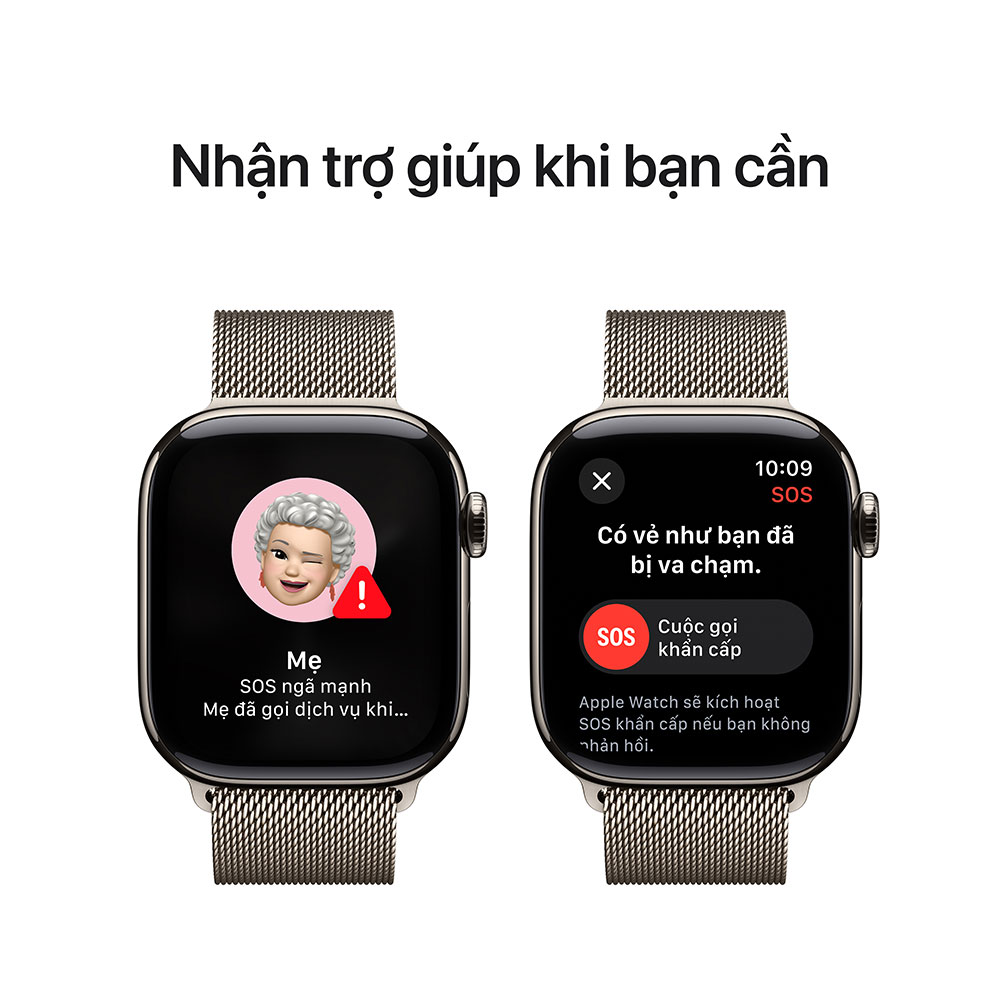 Nhận trợ giúp khi bạn cần
Mẹ
SOS ngã mạnh
Mẹ đã gọi dịch vụ khi...
10:09
SOS
Có vẻ như bạn đã
bị va chạm.
SOS
Cuộc gọi
khẩn cấp
Apple Watch sẽ kích hoạt
SOS khẩn cấp nếu bạn không
phản hồi.